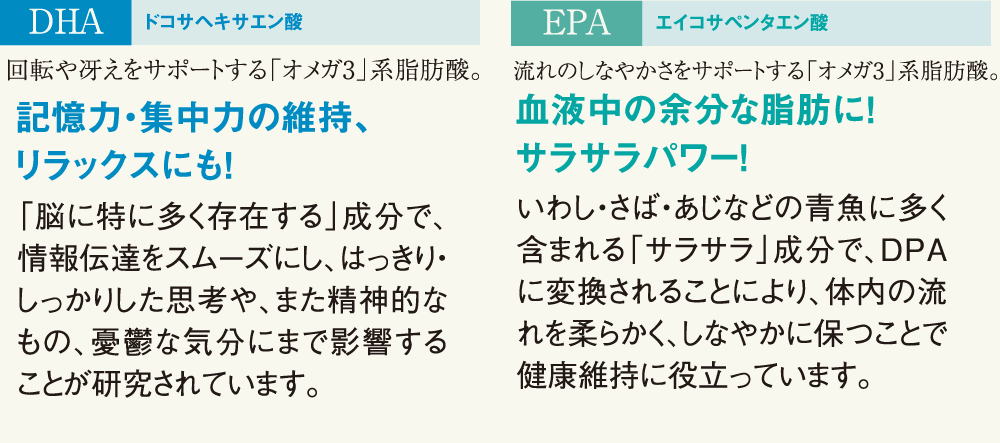 DHA ドコサヘキサエン酸
回転や冴えをサポートする「オメガ3」系脂肪酸。
記憶力・集中力の維持、
リラックスにも!
「脳に特に多く存在する」成分で、
情報伝達をスムーズにし、はっきり・
しっかりした思考や、また精神的な
もの、憂鬱な気分にまで影響する
ことが研究されています。
EPA エイコサペンタエン酸
流れのしなやかさをサポートする「オメガ3」系脂肪酸。
血液中の余分な脂肪に!
サラサラパワー!
いわし・さば・あじなどの青魚に多く
含まれる「サラサラ」成分で、DPA
に変換されることにより、体内の流
れを柔らかく、しなやかに保つことで
健康維持に役立っています。